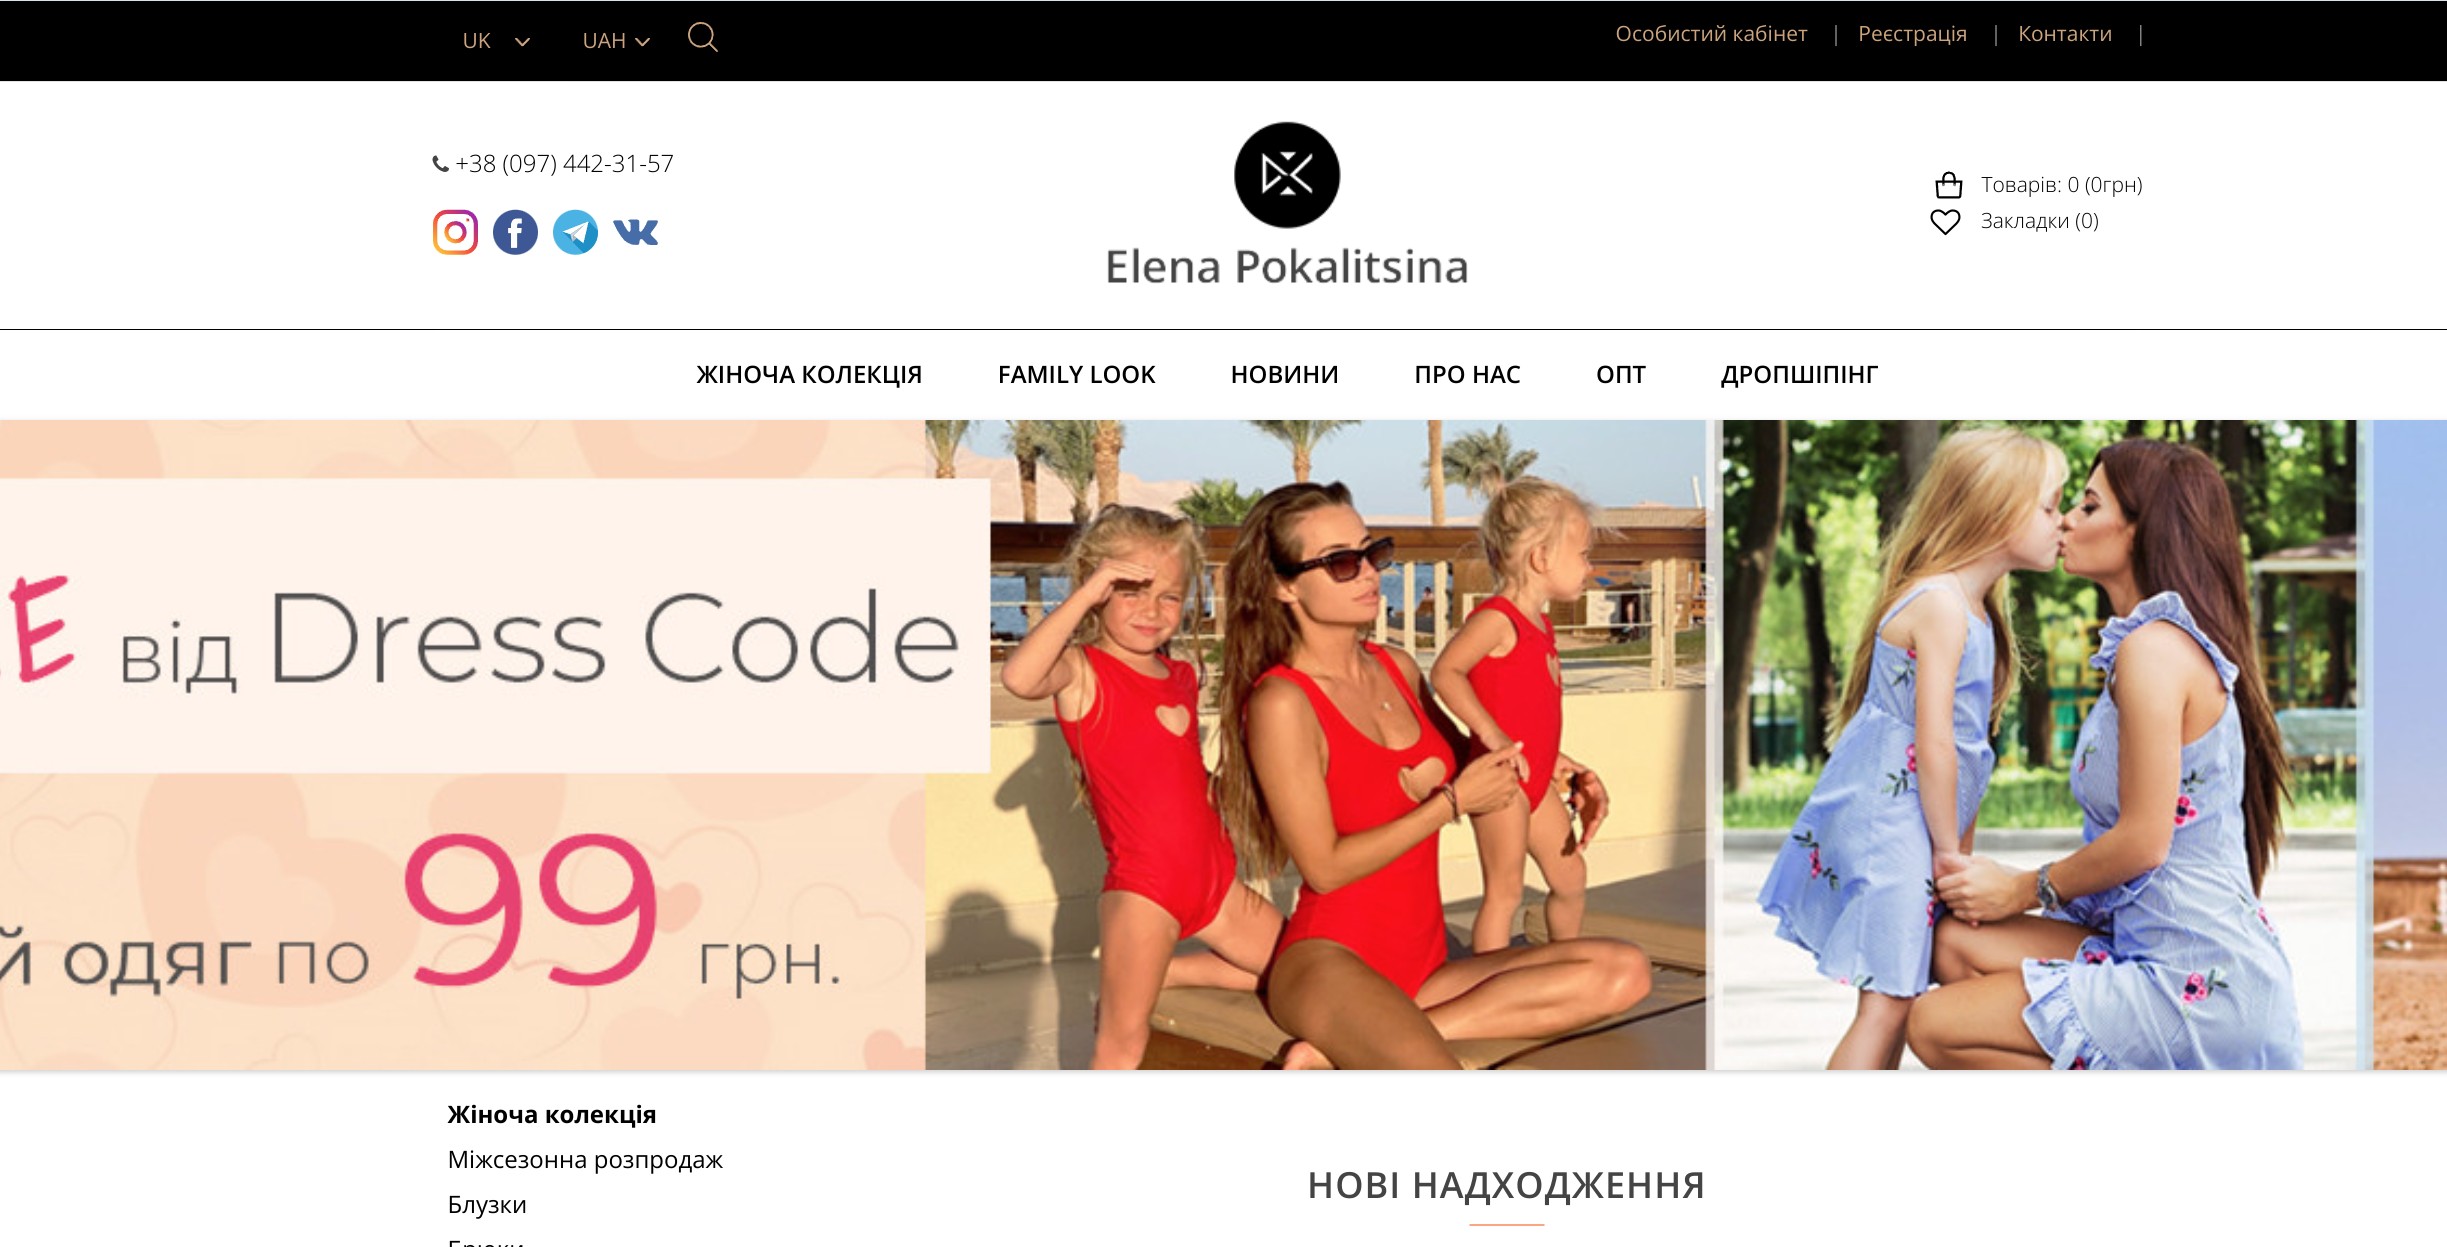 UK UAH Особистий кабінет | Реєстрація | Контакти |
+38 (097) 442-31-57
Elena Pokalitsina
Товарів: 0 (0грн)
Закладки (0)
ЖІНОЧА КОЛЕКЦІЯ FAMILY LOOK НОВИНИ ПРО НАС ОПТ ДРОПШІПІНГ
E від Dress Code
й одяг по 99 грн.
Жіноча колекція
Міжсезонна розпродаж
Блузки
НОВІ НАДХОДЖЕННЯ